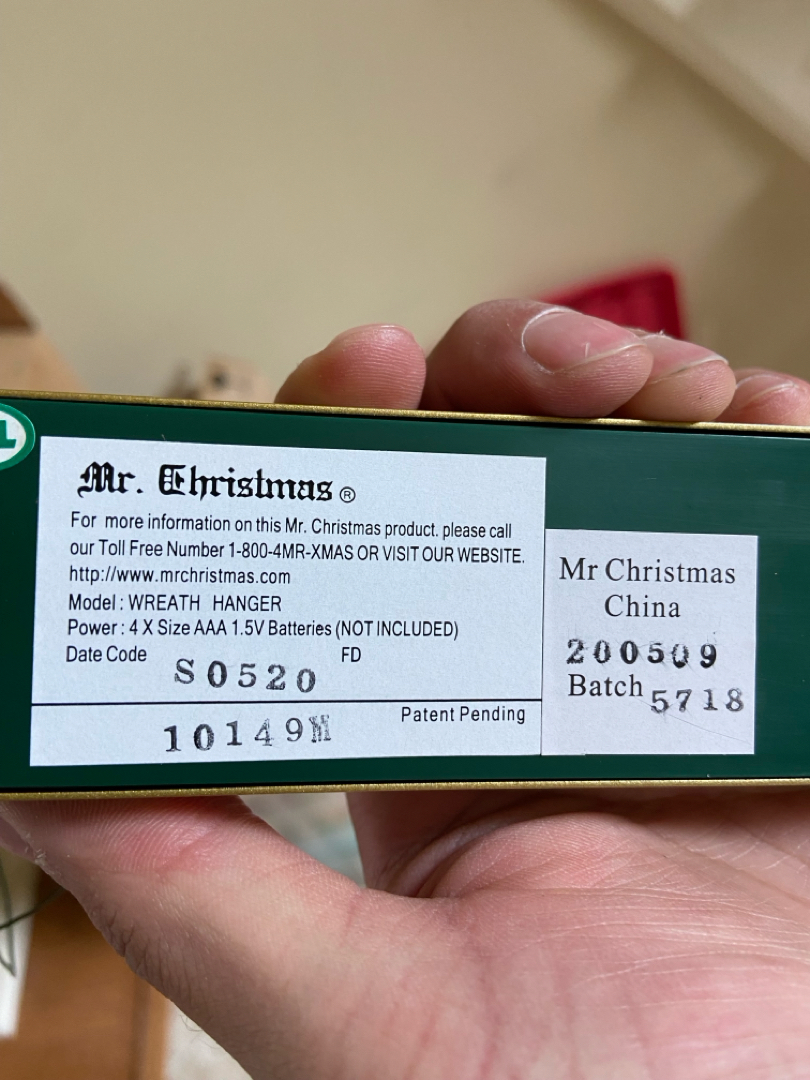 L
Mr. Christmas ®
For more information on this Mr. Christmas product. please call
our Toll Free Number 1-800-4MR-XMAS OR VISIT OUR WEBSITE.
http://www.mrchristmas.com
Model : WREATH HANGER
Power : 4 X Size AAA 1.5V Batteries (NOT INCLUDED)
Date Code S0520 FD
10149M Patent Pending
Mr Christmas
China
200509
Batch 5718